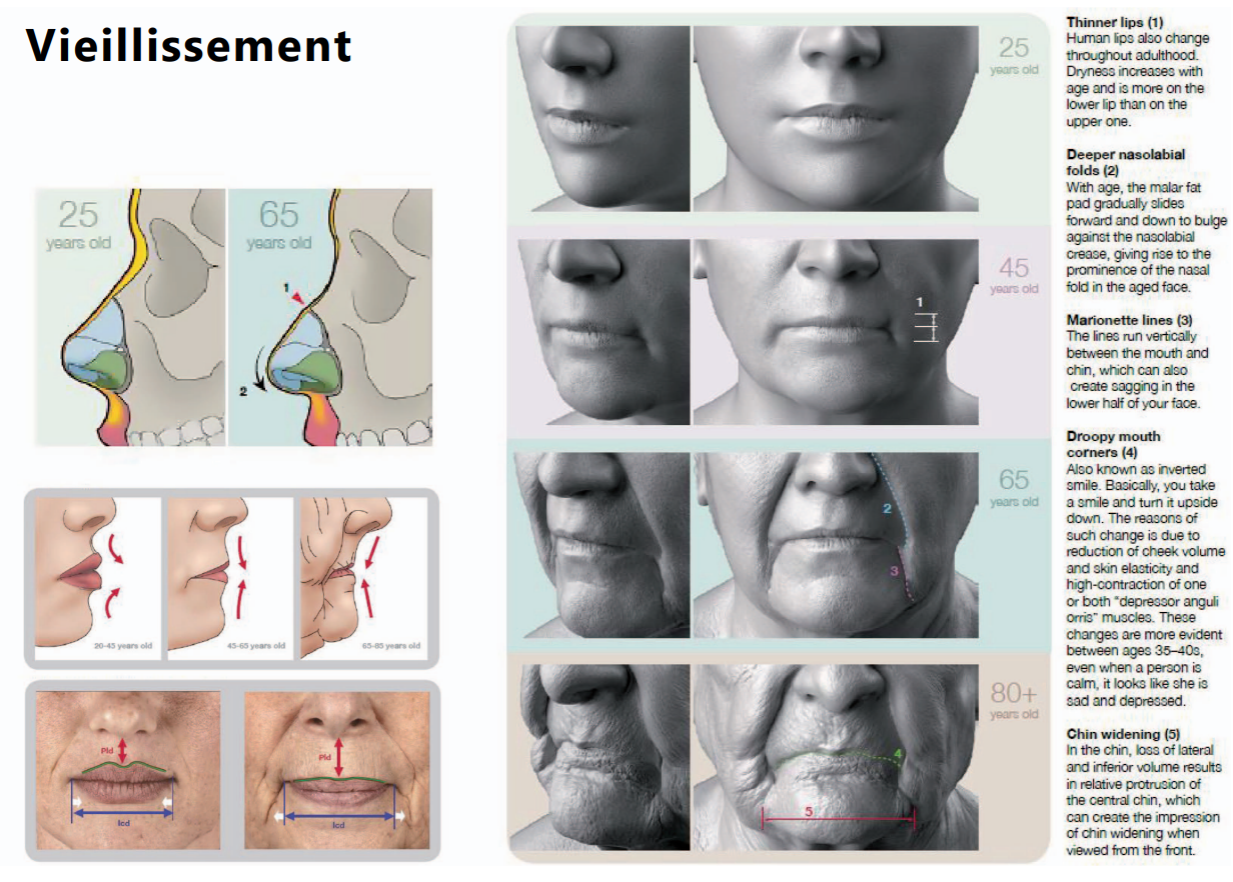 Vieillissement
25
years old
65
years old
1
2
20-45 years old
45-65 years old
65-85 years old
Pld
Icd
Pld
Icd
25
years old
45
years old
1
65
years old
2
3
80+
years old
4
5
Thinner lips (1)
Human lips also change
throughout adulthood.
Dryness increases with
age and is more on the
lower lip than on the
upper one.
Deeper nasolabial
folds (2)
With age, the malar fat
pad gradually slides
forward and down to bulge
against the nasolabial
crease, giving rise to the
prominence of the nasal
fold in the aged face.
Marionette lines (3)
The lines run vertically
between the mouth and
chin, which can also
create sagging in the
lower half of your face.
Droopy mouth
corners (4)
Also known as inverted
smile. Basically, you take
a smile and turn it upside
down. The reasons of
such change is due to
reduction of cheek volume
and skin elasticity and
high-contraction of one
or both "depressor anguli
orris" muscles. These
changes are more evident
between ages 35–40s,
even when a person is
calm, it looks like she is
sad and depressed.
Chin widening (5)
In the chin, loss of lateral
and inferior volume results
in relative protrusion of
the central chin, which
can create the impression
of chin widening when
viewed from the front.